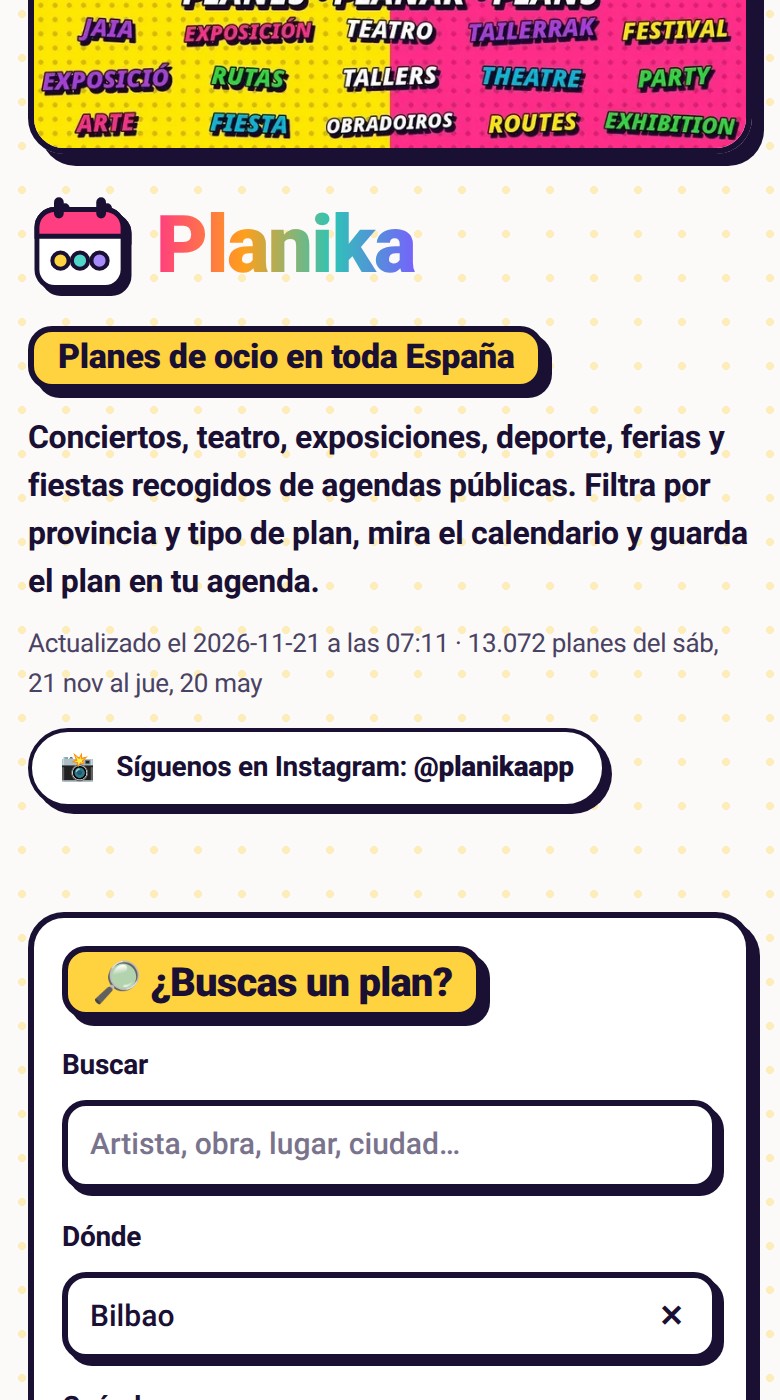 PLANES · PLANAK · PLANS
JAIA EXPOSICIÓN TEATRO TAILERRAK FESTIVAL
EXPOSICIÓ RUTAS TALLERS THEATRE PARTY
ARTE FIESTA OBRADOIROS ROUTES EXHIBITION
Planika
Planes de ocio en toda España
Conciertos, teatro, exposiciones, deporte, ferias y
fiestas recogidos de agendas públicas. Filtra por
provincia y tipo de plan, mira el calendario y guarda
el plan en tu agenda.
Actualizado el 2026-11-21 a las 07:11 · 13.072 planes del sáb,
21 nov al jue, 20 may
📸 Síguenos en Instagram: @planikaapp
🔎 ¿Buscas un plan?
Buscar
Artista, obra, lugar, ciudad…
Dónde
Bilbao ✕